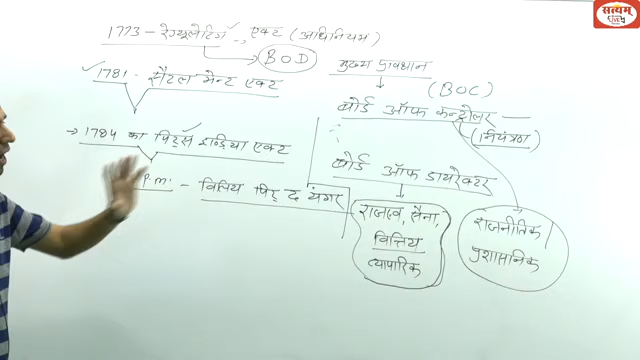 1773 - रेग्यूलेटिंग एक्ट (अधिनियम)
BOD
1781 - सैटल मेन्ट एक्ट
→ 1784 का पिट्स इण्डिया एक्ट
P.M. - विलिय पिट् द यंगर
मुख्य प्रावधान
(BOC)
बोर्ड ऑफ कन्ट्रोलर
(नियंत्रण)
बोर्ड ऑफ डायरेक्टर
राजस्व, सैना,
वित्तिय
व्यापारिक
राजनीतिक /
प्रशासनिक
सत्यम्